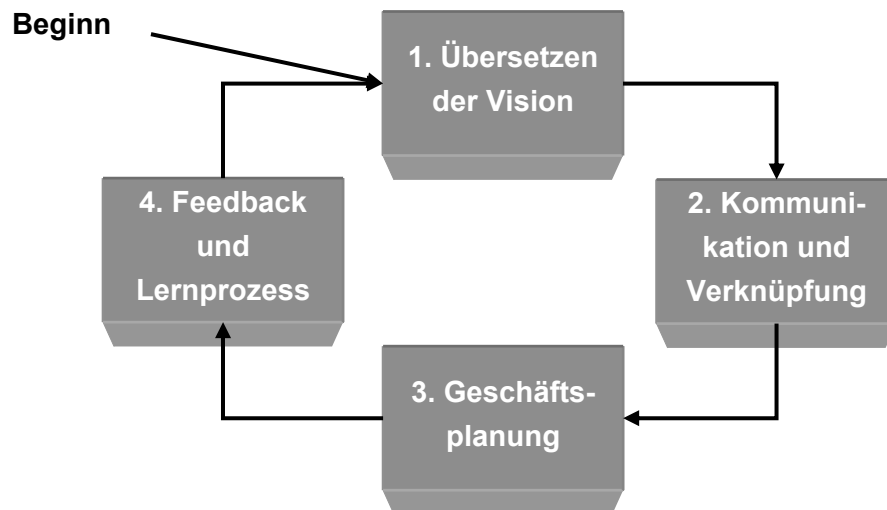 Beginn
1. Übersetzen
der Vision
2. Kommuni-
kation und
Verknüpfung
3. Geschäfts-
planung
4. Feedback
und
Lernprozess